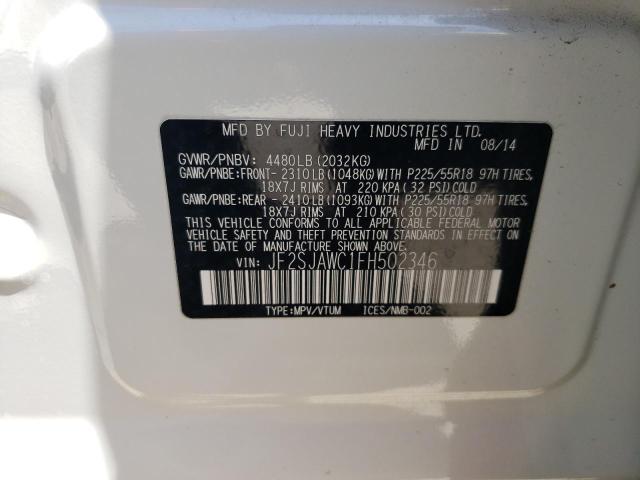 MFD BY FUJI HEAVY INDUSTRIES LTD.
MFD IN 08/14
GVWR/PNBV: 4480LB(2032KG)
GAWR/PNBE:FRONT- 2310LB(1048KG)WITH P225/55R18 97H TIRES,
18X7J RIMS AT 220 KPA(32 PSI)COLD
GAWR/PNBE:REAR - 2410LB(1093KG)WITH P225/55R18 97H TIRES,
18X7J RIMS AT 210 KPA(30 PSI)COLD
THIS VEHICLE CONFORMS TO ALL APPLICABLE FEDERAL MOTOR
VEHICLE SAFETY, BUMPER, AND THEFT PREVENTION STANDARDS
IN EFFECT ON THE DATE OF MANUFACTURE SHOWN ABOVE.
VIN: JF2SJAWC1FH502346
TYPE:MPV/VTUM ICES/NMB-002